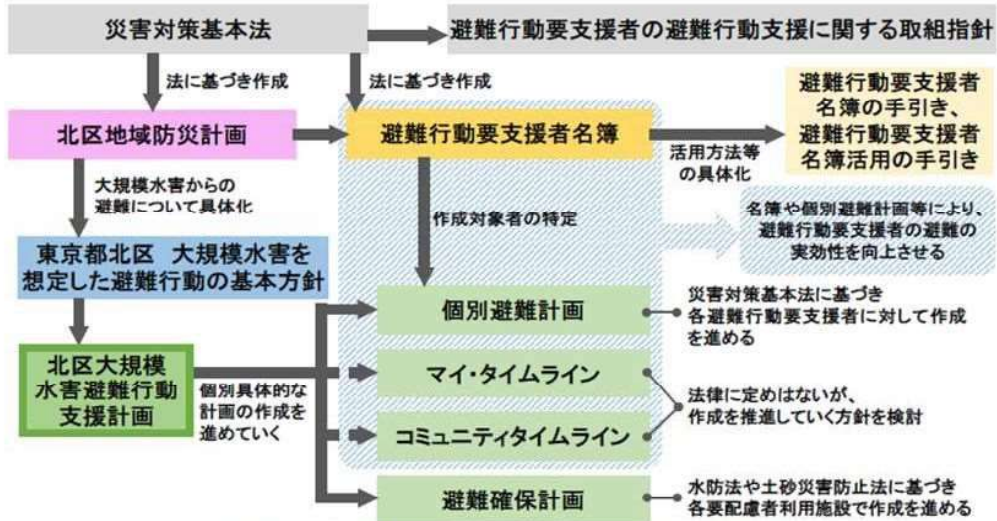 災害対策基本法
避難行動要支援者の避難行動支援に関する取組指針
法に基づき作成
法に基づき作成
北区地域防災計画
避難行動要支援者名簿
避難行動要支援者
名簿の手引き、
避難行動要支援者
名簿活用の手引き
活用方法等
の具体化
大規模水害からの
避難について具体化
作成対象者の特定
名簿や個別避難計画等により、
避難行動要支援者の避難の
実効性を向上させる
東京都北区 大規模水害を
想定した避難行動の基本方針
個別避難計画
災害対策基本法に基づき
各避難行動要支援者に対して作成
を進める
北区大規模
水害避難行動
支援計画
個別具体的な
計画の作成を
進めていく
マイ・タイムライン
法律に定めはないが、
作成を推進していく方針を検討
コミュニティタイムライン
避難確保計画
水防法や土砂災害防止法に基づき
各要配慮者利用施設で作成を進める